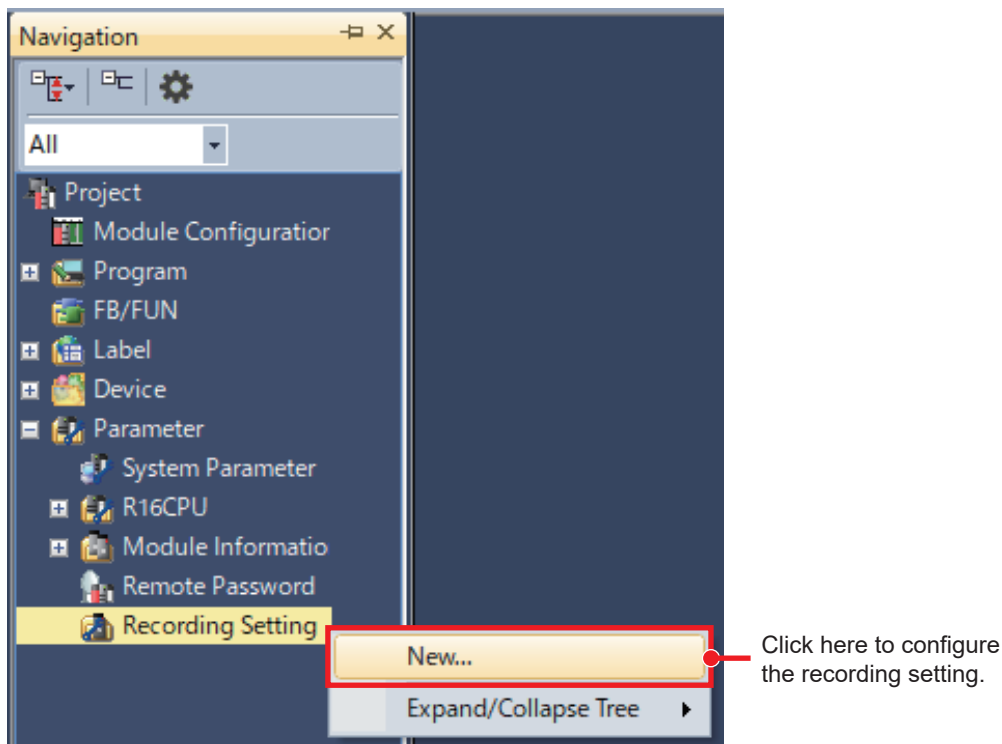 Navigation
All
Project
Module Configuration
Program
FB/FUN
Label
Device
Parameter
System Parameter
R16CPU
Module Informatio
Remote Password
Recording Setting
New...
Expand/Collapse Tree
Click here to configure
the recording setting.